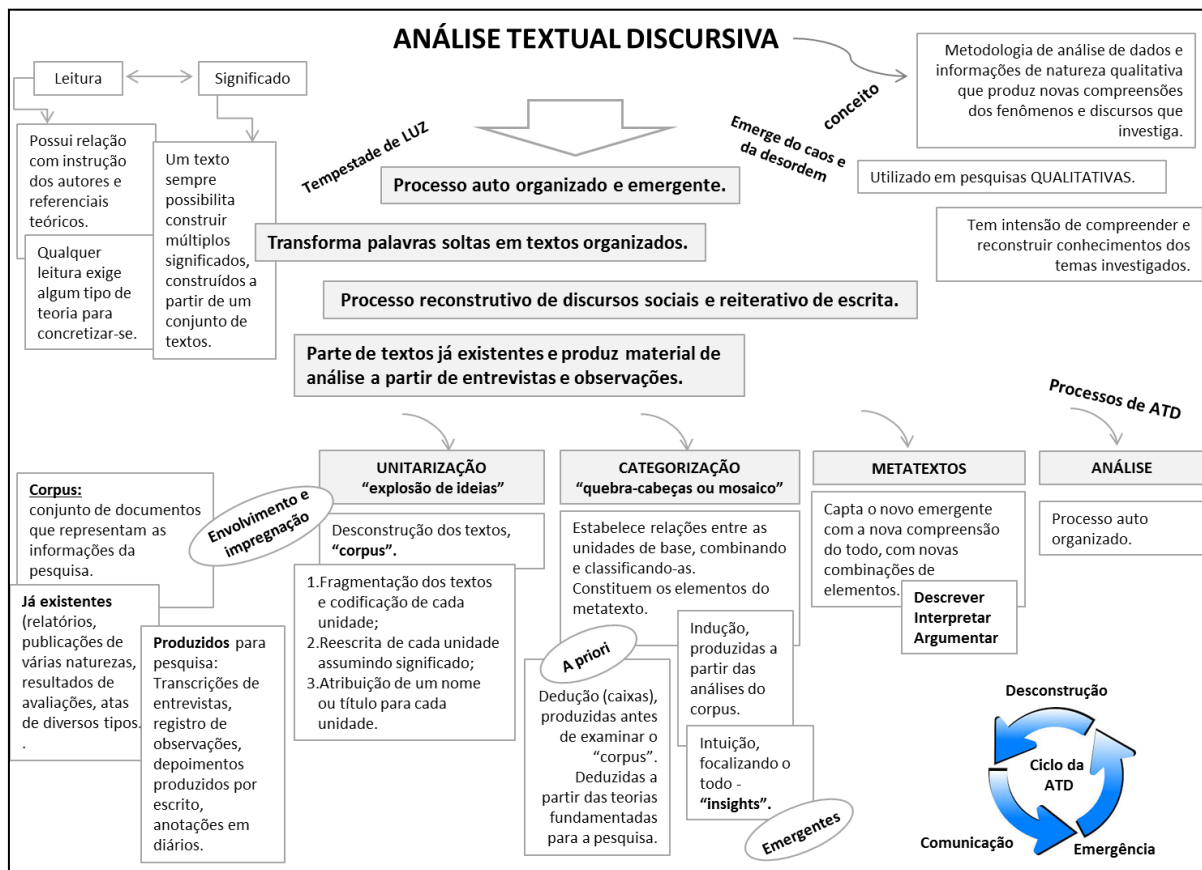 ANÁLISE TEXTUAL DISCURSIVA
Leitura
Significado
Possui relação
com instrução
dos autores e
referenciais
teóricos.
Qualquer
leitura exige
algum tipo de
teoria para
concretizar-se.
Um texto
sempre
possibilita
construir
múltiplos
significados,
construídos a
partir de um
conjunto de
textos.
Tempestade de LUZ
Emerge do caos e
da desordem
conceito
Metodologia de análise de dados e
informações de natureza qualitativa
que produz novas compreensões
dos fenômenos e discursos que
investiga.
Utilizado em pesquisas QUALITATIVAS.
Tem intensão de compreender e
reconstruir conhecimentos dos
temas investigados.
Processo auto organizado e emergente.
Transforma palavras soltas em textos organizados.
Processo reconstrutivo de discursos sociais e reiterativo de escrita.
Parte de textos já existentes e produz material de
análise a partir de entrevistas e observações.
Processos de ATD
Corpus:
conjunto de documentos
que representam as
informações da
pesquisa.
Envolvimento e
impregnação
Já existentes
(relatórios,
publicações de
várias naturezas,
resultados de
avaliações, atas
de diversos tipos.
.
Produzidos para
pesquisa:
Transcrições de
entrevistas,
registro de
observações,
depoimentos
produzidos por
escrito,
anotações em
diários.
UNITARIZAÇÃO
“explosão de ideias”
Desconstrução dos textos,
“corpus”.
1.Fragmentação dos textos
e codificação de cada
unidade;
2.Reescrita de cada unidade
assumindo significado;
3.Atribuição de um nome
ou título para cada
unidade.
CATEGORIZAÇÃO
“quebra-cabeças ou mosaico”
Estabelece relações entre as
unidades de base, combinando
e classificando-as.
Constituem os elementos do
metatexto.
A priori
Dedução (caixas),
produzidas antes
de examinar o
“corpus”.
Deduzidas a
partir das teorias
fundamentadas
para a pesquisa.
Indução,
produzidas a
partir das
análises do
corpus.
Intuição,
focalizando o
todo -
“insights”.
Emergentes
METATEXTOS
Capta o novo emergente
com a nova compreensão
do todo, com novas
combinações de
elementos.
Descrever
Interpretar
Argumentar
ANÁLISE
Processo auto
organizado.
Desconstrução
Ciclo da
ATD
Comunicação
Emergência